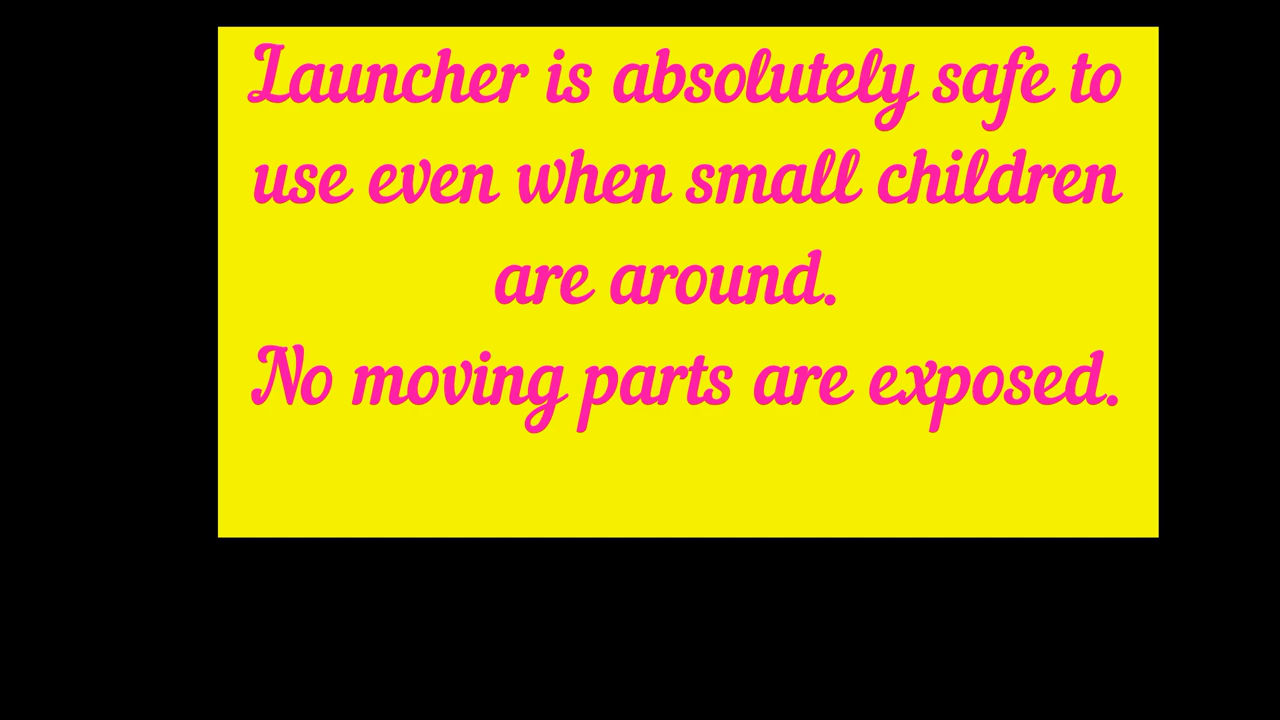 Launcher is absolutely safe to
use even when small children
are around.
No moving parts are exposed.